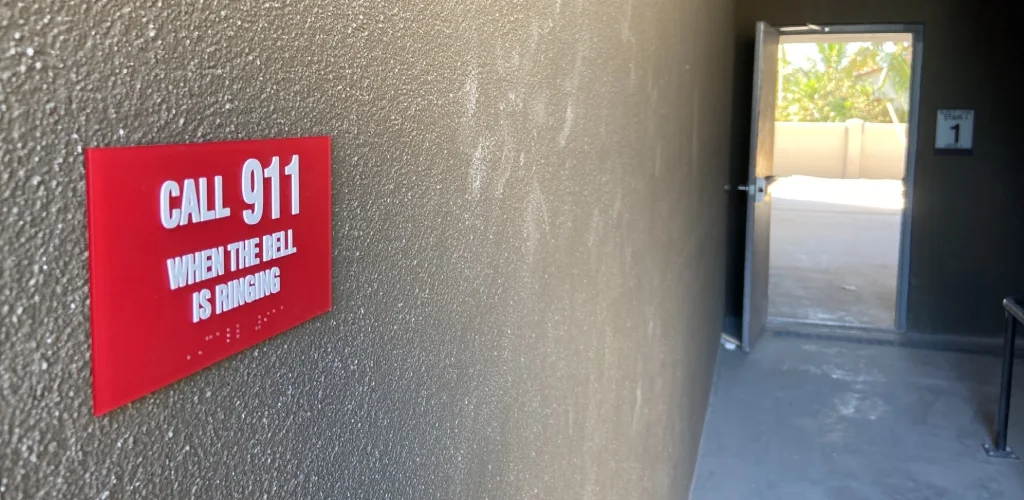 CALL 911
WHEN THE BELL
IS RINGING
1